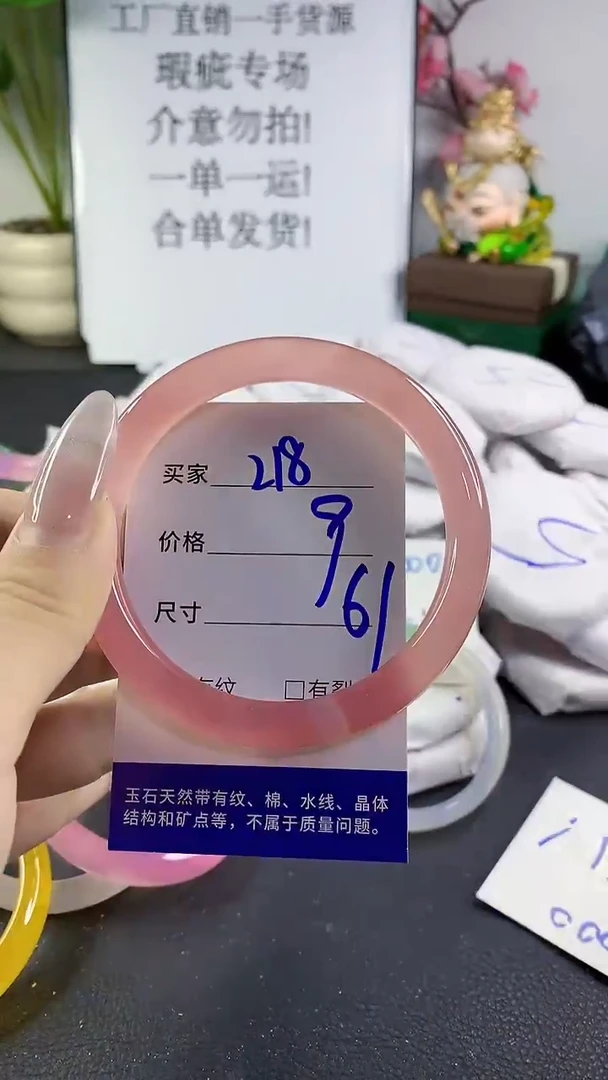 工厂直销一手货源
瑕疵专场
介意勿拍!
一单一运!
合单发货!
买家 218
价格 9
尺寸 61
有纹 □有裂
玉石天然带有纹、棉、水线、晶体
结构和矿点等，不属于质量问题。